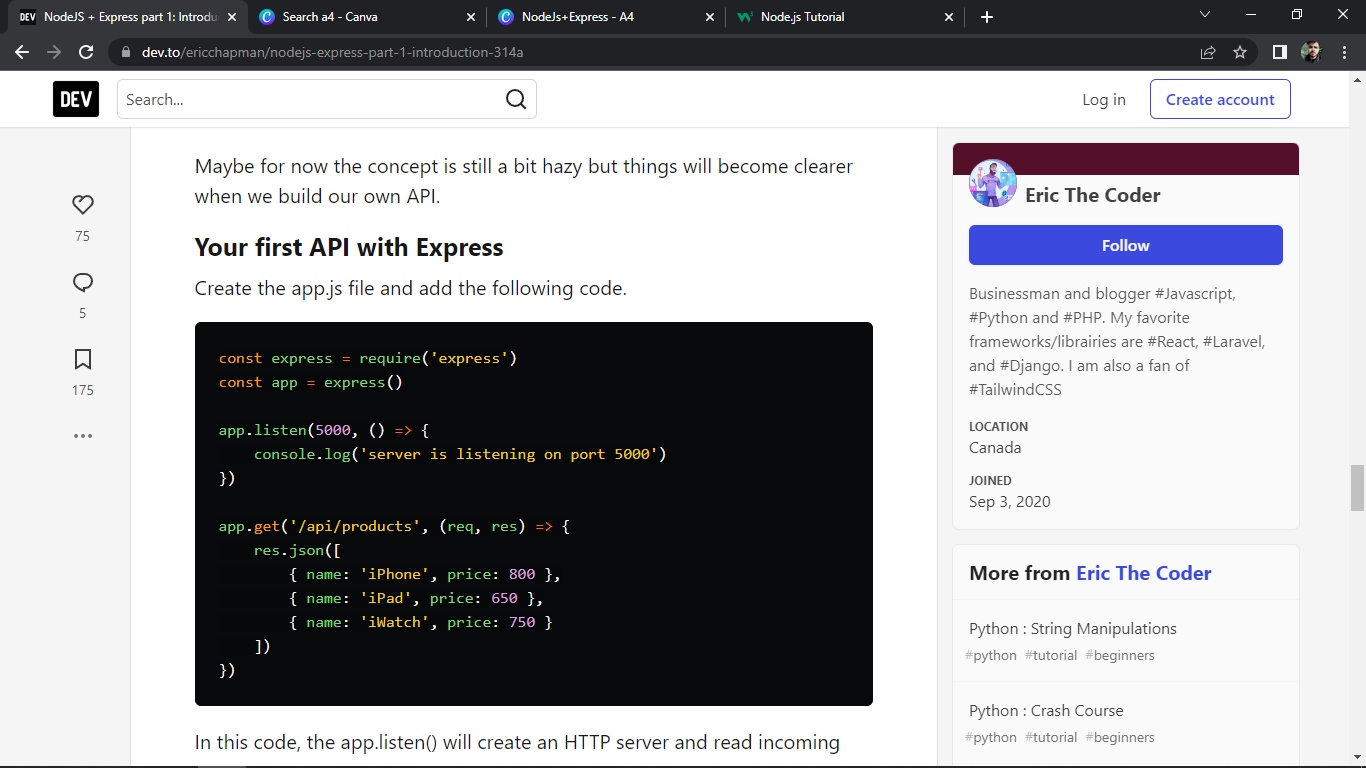 NodeJS + Express part 1: Introdu
Search a4 - Canva
NodeJs+Express - A4
Node.js Tutorial
dev.to/ericchapman/nodejs-express-part-1-introduction-314a
DEV
Search...
Log in
Create account
75
5
175
Maybe for now the concept is still a bit hazy but things will become clearer
when we build our own API.
Your first API with Express
Create the app.js file and add the following code.
const express = require('express')
const app = express()
app.listen(5000, () => {
    console.log('server is listening on port 5000')
})
app.get('/api/products', (req, res) => {
    res.json([
        { name: 'iPhone', price: 800 },
        { name: 'iPad', price: 650 },
        { name: 'iWatch', price: 750 }
    ])
})
In this code, the app.listen() will create an HTTP server and read incoming
Eric The Coder
Follow
Businessman and blogger #Javascript,
#Python and #PHP. My favorite
frameworks/librairies are #React, #Laravel,
and #Django. I am also a fan of
#TailwindCSS
LOCATION
Canada
JOINED
Sep 3, 2020
More from Eric The Coder
Python : String Manipulations
#python #tutorial #beginners
Python : Crash Course
#python #tutorial #beginners